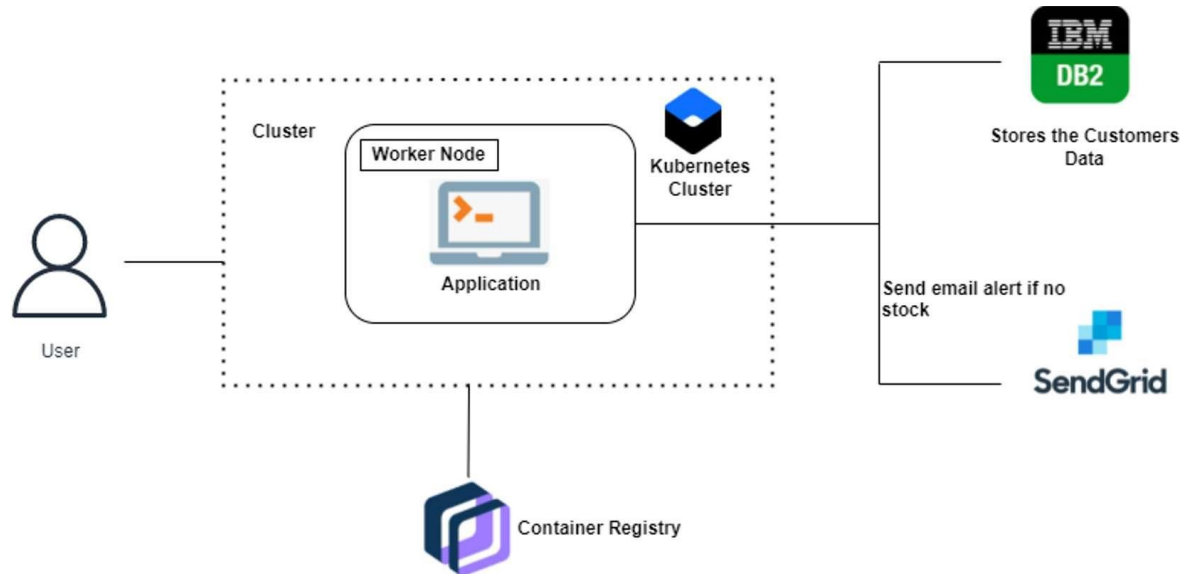 IBM
DB2
Stores the Customers
Data
Cluster
Worker Node
Kubernetes
Cluster
Application
User
Send email alert if no
stock
SendGrid
Container Registry